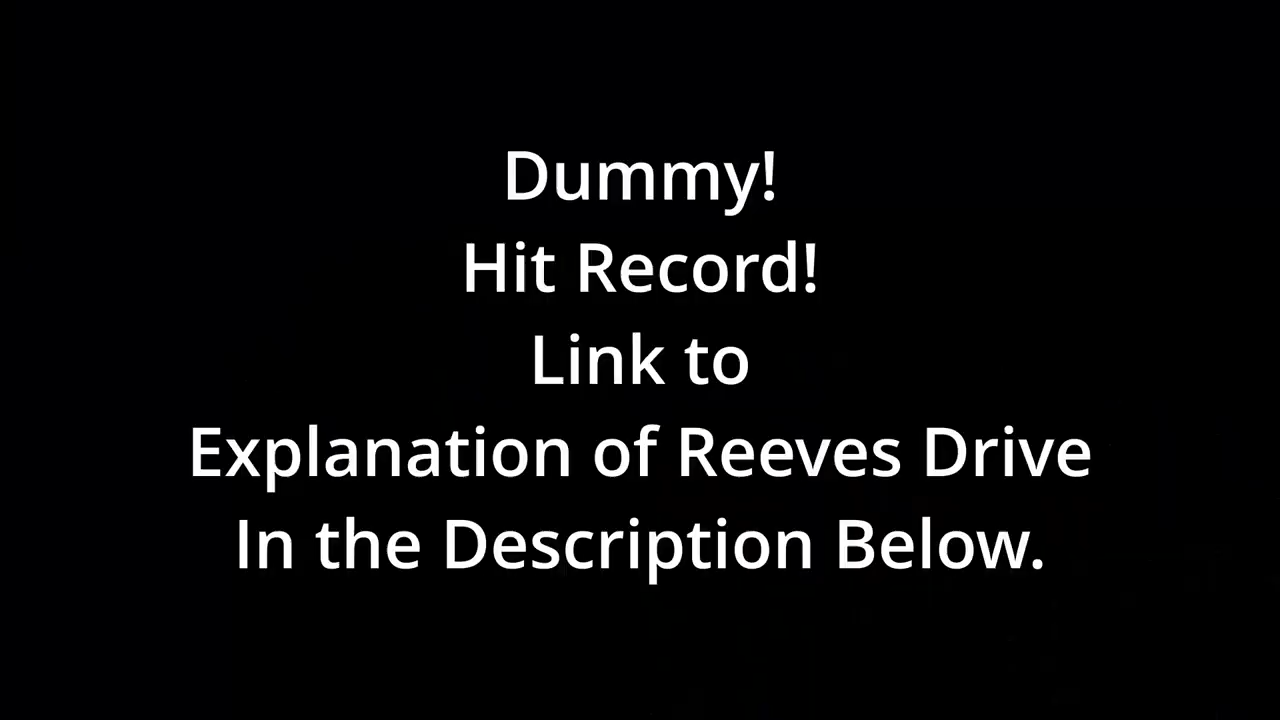 Dummy!
Hit Record!
Link to
Explanation of Reeves Drive
In the Description Below.